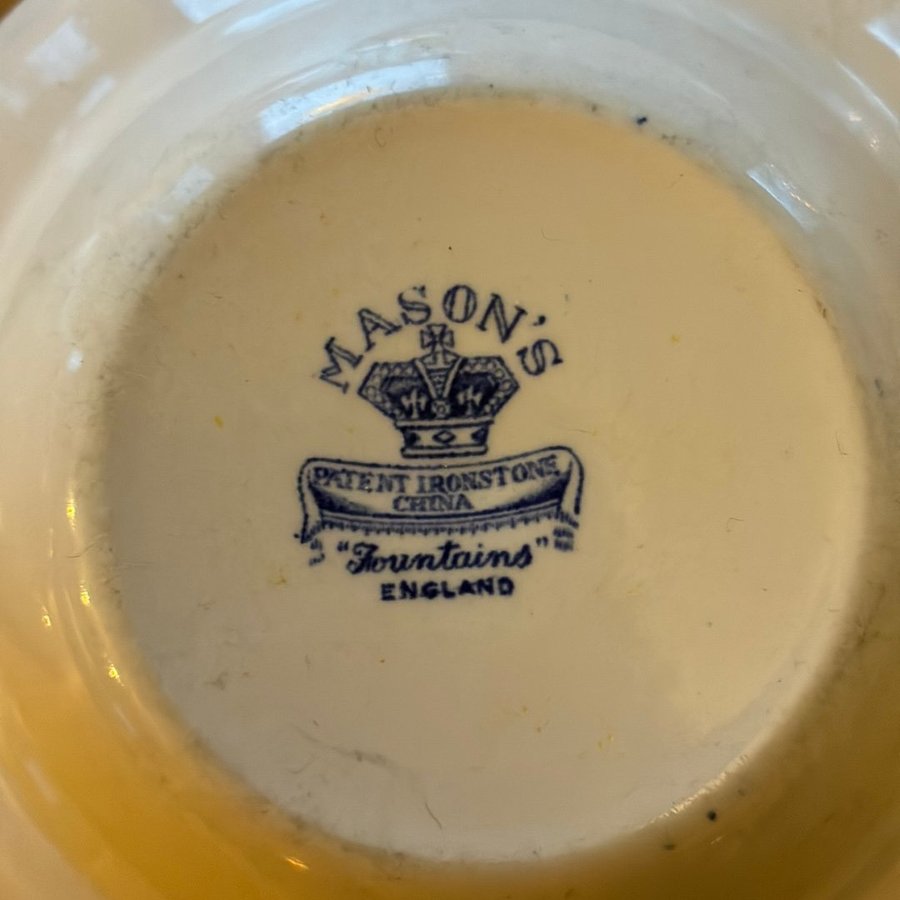 MASON'S
PATENT IRONSTONE
CHINA
"Fountains"
ENGLAND